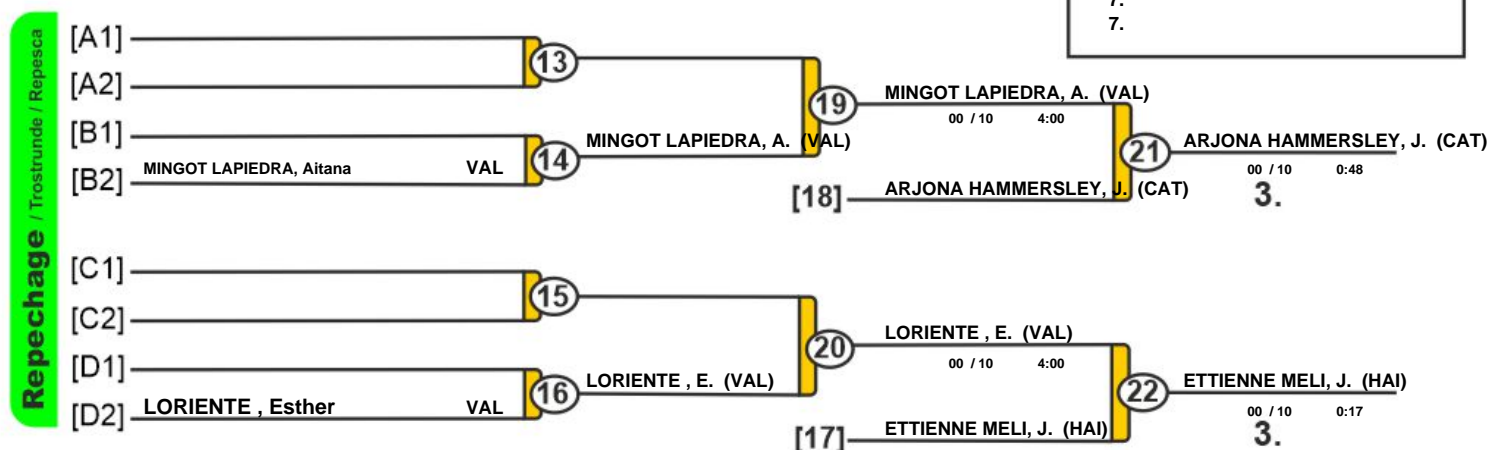 7.
7.
Repechage / Trostrunde / Repesca
[A1]
13
[A2]
19
MINGOT LAPIEDRA, A. (VAL)
00 / 10 4:00
[B1]
14
MINGOT LAPIEDRA, A. (VAL)
21
ARJONA HAMMERSLEY, J. (CAT)
00 / 10 0:48
3.
[B2] MINGOT LAPIEDRA, Aitana VAL
[18] ARJONA HAMMERSLEY, J. (CAT)
[C1]
15
[C2]
20
LORIENTE , E. (VAL)
00 / 10 4:00
[D1]
16
LORIENTE , E. (VAL)
22
ETTIENNE MELI, J. (HAI)
00 / 10 0:17
3.
[D2] LORIENTE , Esther VAL
[17] ETTIENNE MELI, J. (HAI)